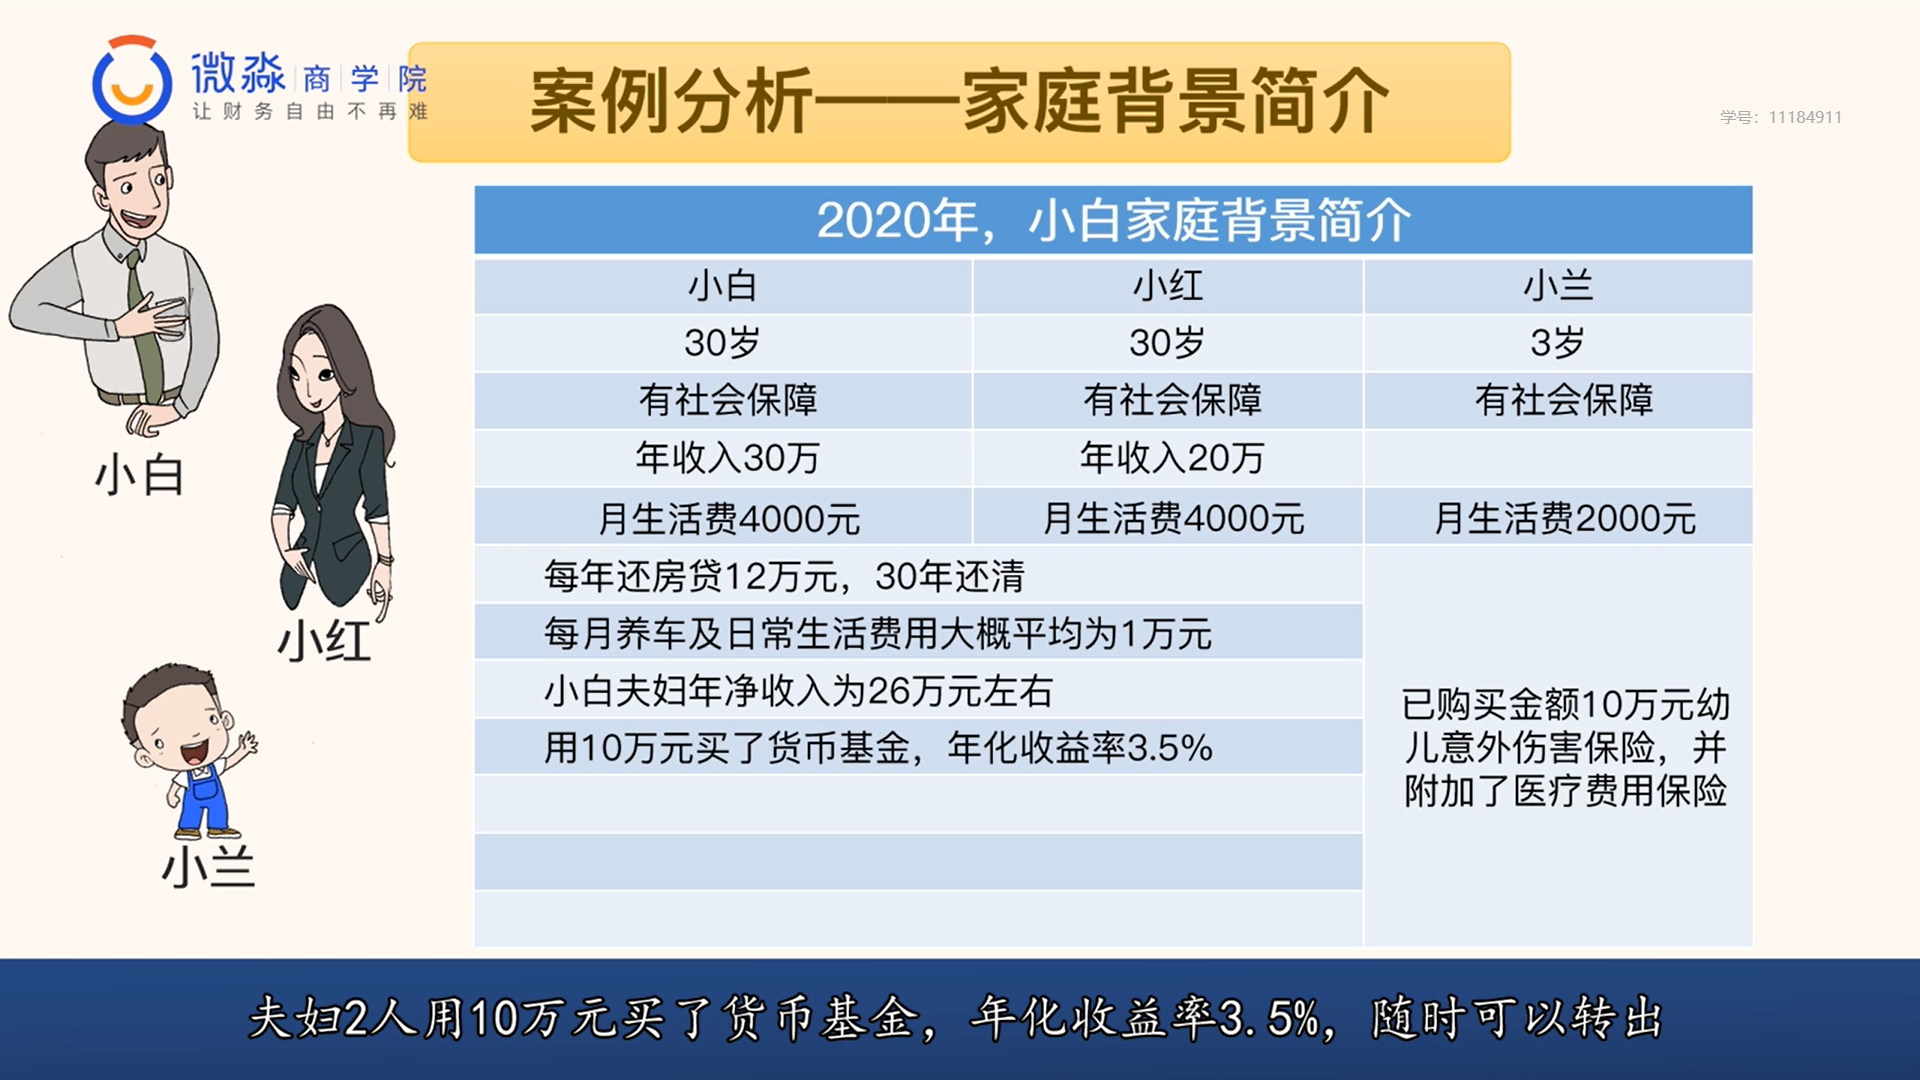 微淼商学院
让财务自由不再难
案例分析——家庭背景简介
学号：11184911
2020年，小白家庭背景简介
小白 小红 小兰
30岁 30岁 3岁
有社会保障 有社会保障 有社会保障
年收入30万 年收入20万
月生活费4000元 月生活费4000元 月生活费2000元
每年还房贷12万元，30年还清
每月养车及日常生活费用大概平均为1万元
小白夫妇年净收入为26万元左右
用10万元买了货币基金，年化收益率3.5%
已购买金额10万元幼
儿意外伤害保险，并
附加了医疗费用保险
小白
小红
小兰
夫妇2人用10万元买了货币基金，年化收益率3.5%，随时可以转出